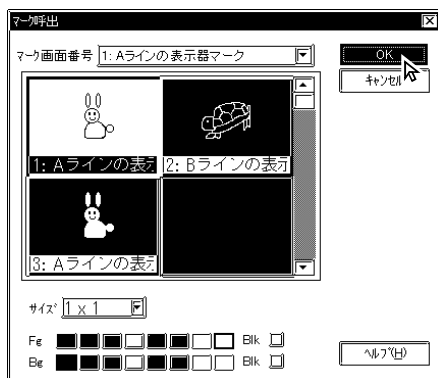 マーク呼出
マーク画面番号 1: Aラインの表示器マーク
OK
キャンセル
1: Aラインの表示 2: Bラインの表示
3: Aラインの表示
サイズ 1 x 1
Fg Blk
Bg Blk
ヘルプ(H)